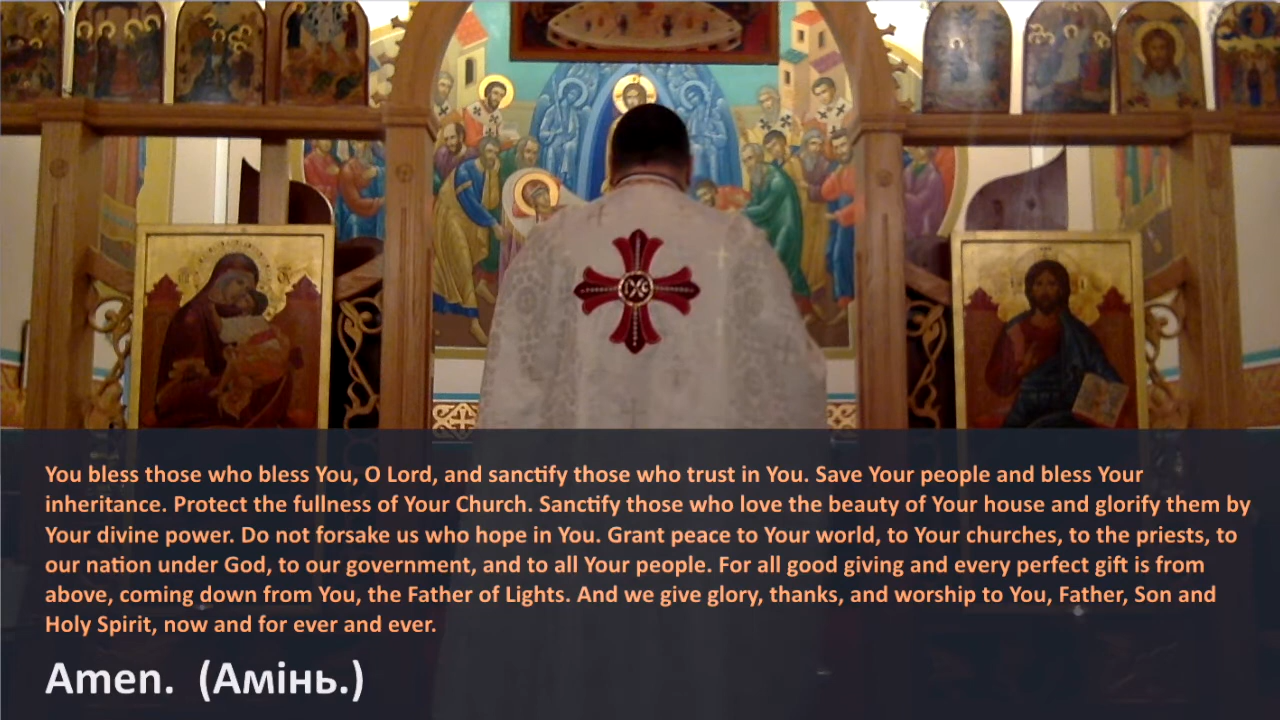 You bless those who bless You, O Lord, and sanctify those who trust in You. Save Your people and bless Your
inheritance. Protect the fullness of Your Church. Sanctify those who love the beauty of Your house and glorify them by
Your divine power. Do not forsake us who hope in You. Grant peace to Your world, to Your churches, to the priests, to
our nation under God, to our government, and to all Your people. For all good giving and every perfect gift is from
above, coming down from You, the Father of Lights. And we give glory, thanks, and worship to You, Father, Son and
Holy Spirit, now and for ever and ever.
Amen.  (Амінь.)